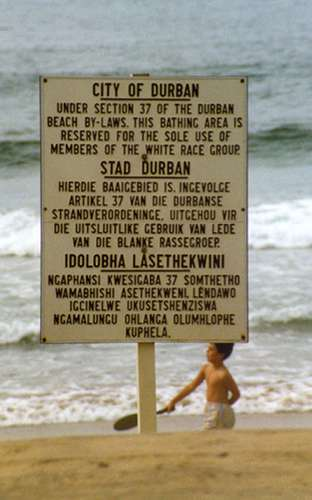 CITY OF DURBAN
UNDER SECTION 37 OF THE DURBAN
BEACH BY-LAWS, THIS BATHING AREA IS
RESERVED FOR THE SOLE USE OF
MEMBERS OF THE WHITE RACE GROUP.
STAD DURBAN
HIERDIE BAAIGEBIED IS, INGEVOLGE
ARTIKEL 37 VAN DIE DURBANSE
STRANDVERORDENINGE, UITGEHOU VIR
DIE UITSLUITLIKE GEBRUIK VAN LEDE
VAN DIE BLANKE RASSEGROEP.
IDOLOBHA LASETHEKWINI
NGAPHANSI KWESIGABA 37 SOMTHETHO
WAMABHISHI ASETHEKWENI, LENDAWO
IGCINELWE UKUSETSHENZISWA
NGAMALUNGU OHLANGA OLUMHLOPHE
KUPHELA.